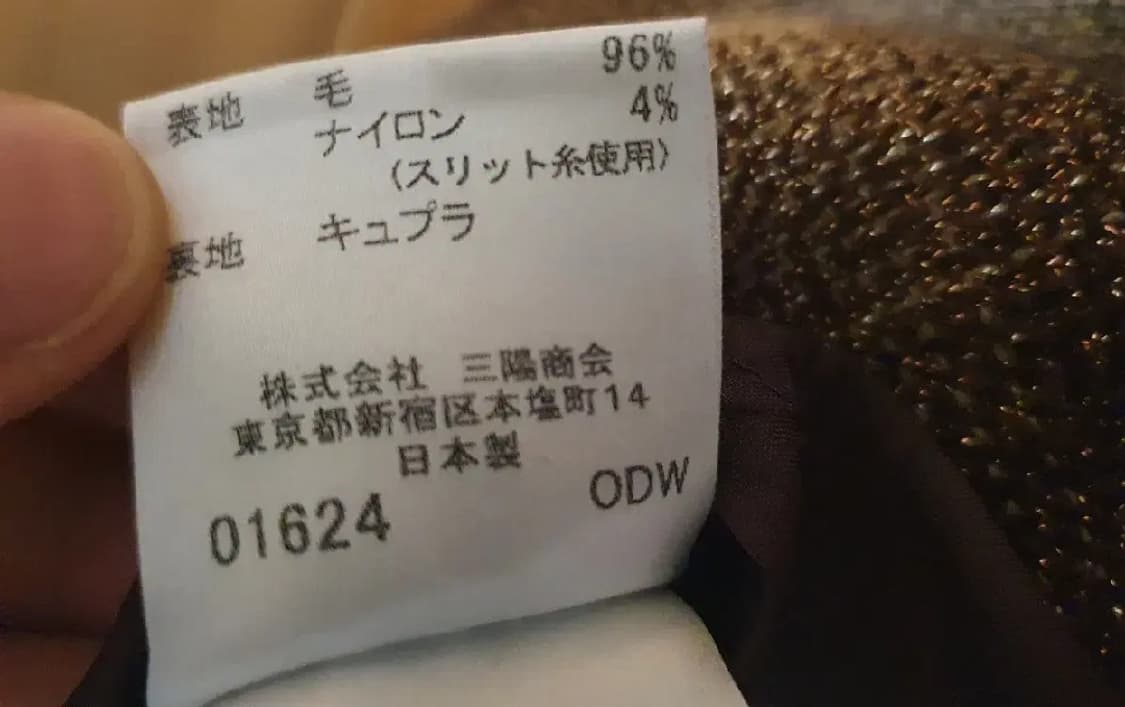 表地 毛 96%
ナイロン 4%
(スリット糸使用)
裏地 キュプラ
株式会社 三陽商会
東京都新宿区本塩町14
日本製
01624 ODW